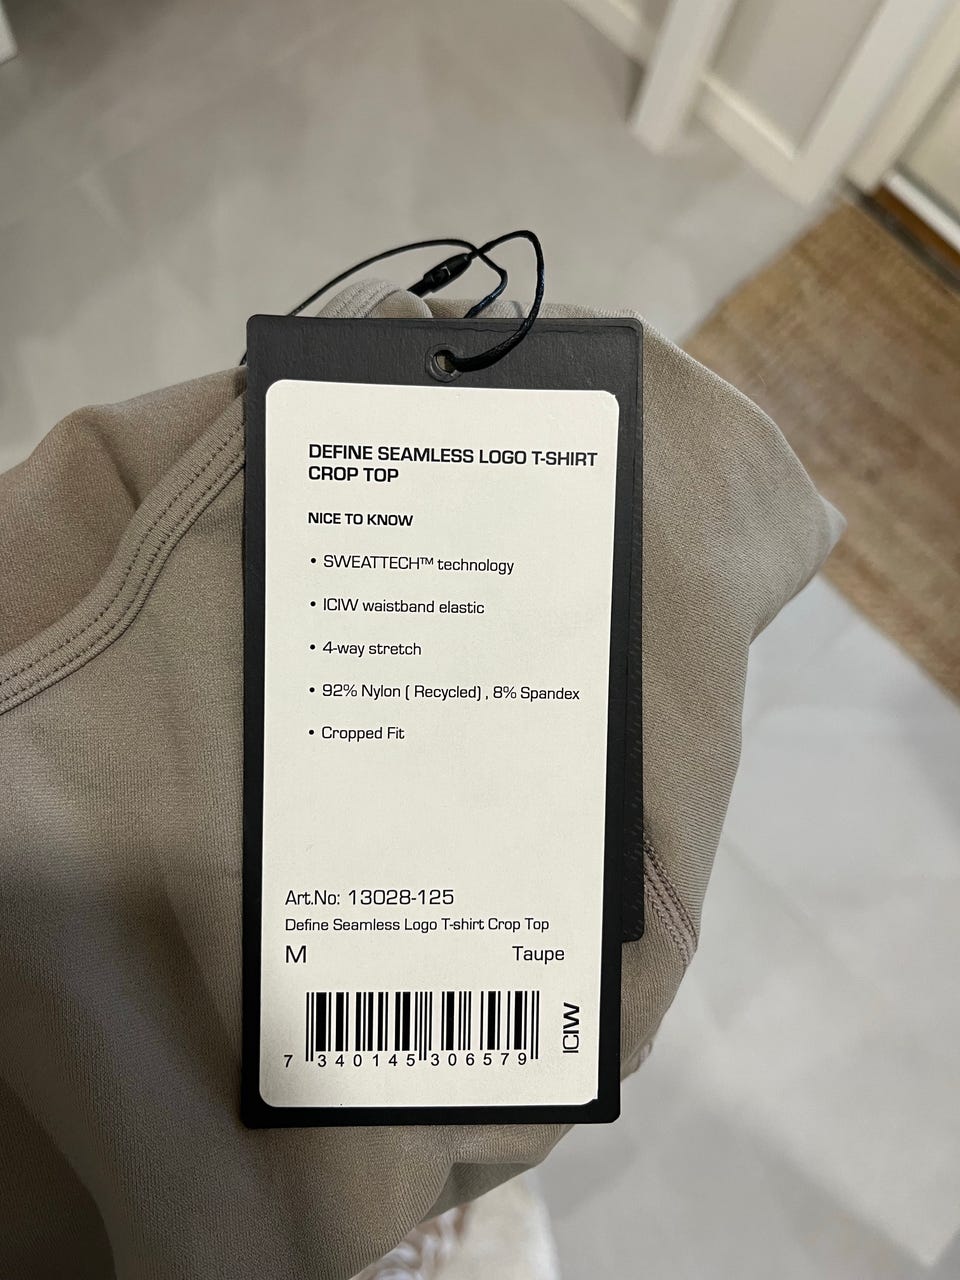 DEFINE SEAMLESS LOGO T-SHIRT
CROP TOP
NICE TO KNOW
• SWEATTECH™ technology
• ICIW waistband elastic
• 4-way stretch
• 92% Nylon ( Recycled) , 8% Spandex
• Cropped Fit
Art.No: 13028-125
Define Seamless Logo T-shirt Crop Top
M Taupe
ICIW
7 340145 306579